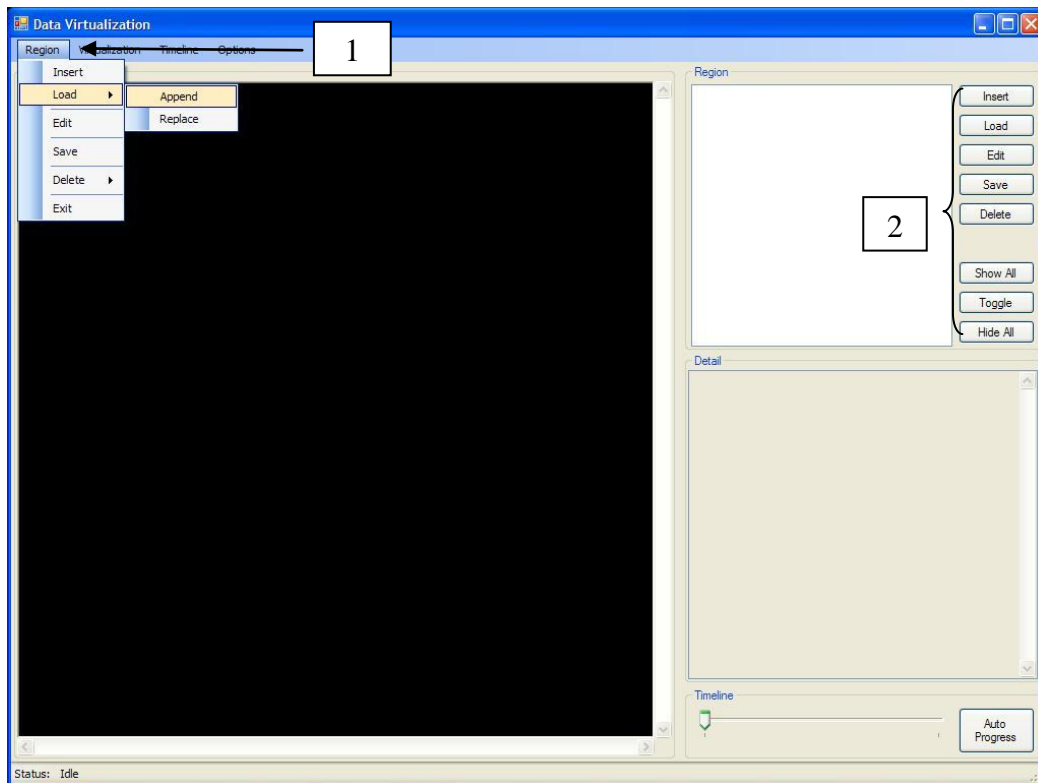 Data Virtualization
Region Visualization Timeline Options
1
Insert
Load
Append
Replace
Edit
Save
Delete
Exit
Region
Insert
Load
Edit
Save
Delete
2
Show All
Toggle
Hide All
Detail
Timeline
Auto
Progress
Status: Idle